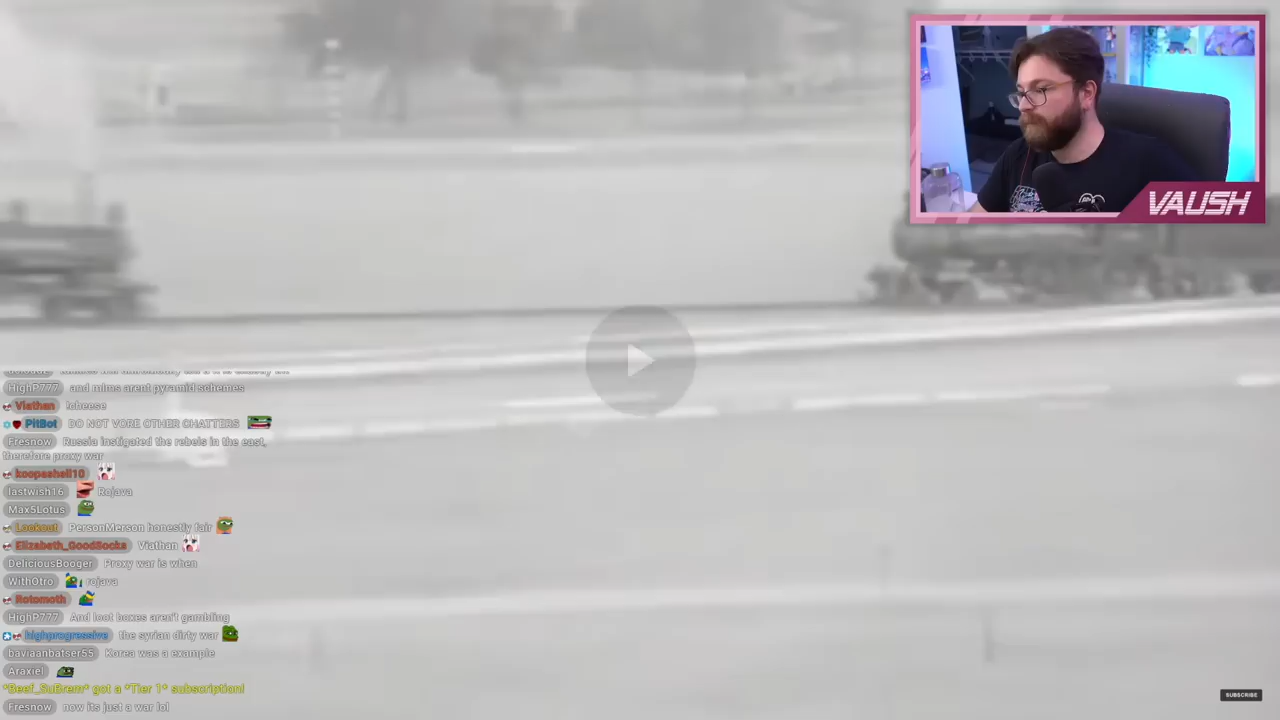 VAUSH
HighP777 and mlms arent pyramid schemes
Viathan !cheese
PitBot DO NOT VORE OTHER CHATTERS
Fresnow Russia instigated the rebels in the east,
therefore proxy war
koopashell10
lastwish16 Rojava
Max5Lotus
Lookout PersonMerson honestly fair
Elizabeth_GoodSocks Viathan
DeliciousBooger Proxy war is when
WithOtro rojava
Rotomoth
HighP777 And loot boxes aren't gambling
highprogressive the syrian dirty war
baviaanbatser55 Korea was a example
Araxiel
*Beef_SuBrem* got a *Tier 1* subscription!
SUBSCRIBE
Fresnow now its just a war lol